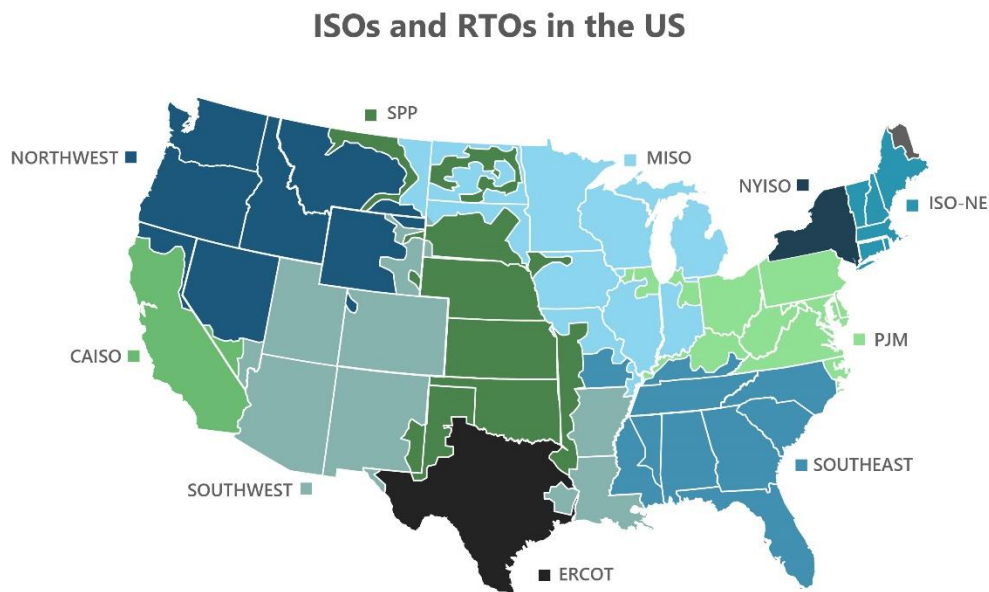 ISOs and RTOs in the US
SPP
NORTHWEST
MISO
NYISO
ISO-NE
CAISO
PJM
SOUTHEAST
SOUTHWEST
ERCOT